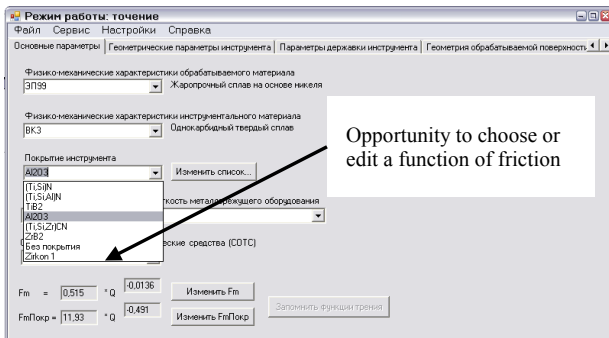 Режим работы: точение
Файл Сервис Настройки Справка
Основные параметры Геометрические параметры инструмента Параметры державки инструмента Геометрия обрабатываемой поверхности
Физико-механические характеристики обрабатываемого материала
ЭП99 Жаропрочный сплав на основе никеля
Физико-механические характеристики инструментального материала
ВК3 Однокарбидный твердый сплав
Opportunity to choose or
edit a function of friction
Покрытие инструмента
Al2O3 Изменить список...
(Ti,Si)N
(Ti,Si,Al)N
TiB2
Al2O3
(Ti,Si,Zr)CN
ZrB2
Без покрытия
Zirkon 1
металлорежущего оборудования
средства (СОТС)
Fm = 0,515 * Q -0,0136 Изменить Fm
Запомнить функции трения
FmПокр = 11,93 * Q -0,491 Изменить FmПокр